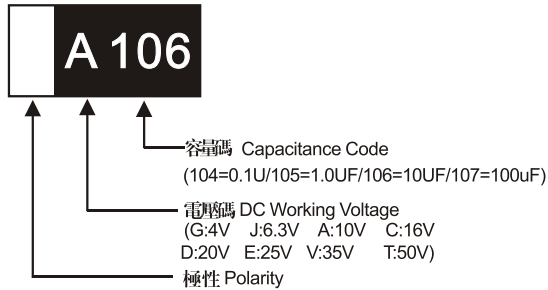 A 106
容量碼 Capacitance Code
(104=0.1U/105=1.0UF/106=10UF/107=100uF)
電壓碼 DC Working Voltage
(G:4V J:6.3V A:10V C:16V
D:20V E:25V V:35V T:50V)
極性 Polarity